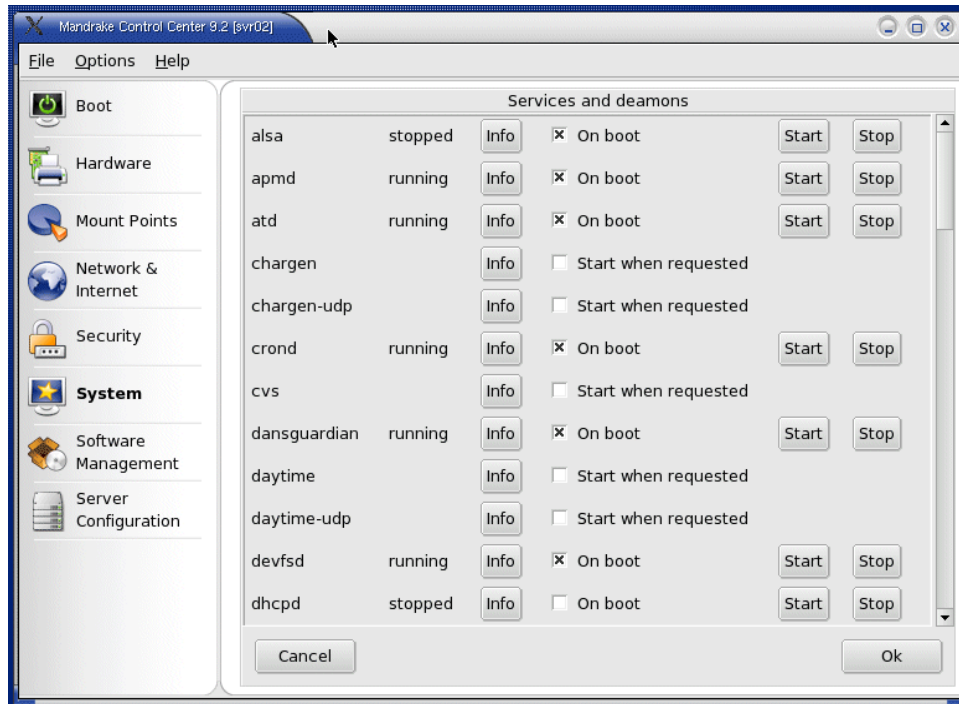 Mandrake Control Center 9.2 [svr02]
File Options Help
Boot
Hardware
Mount Points
Network &
Internet
Security
System
Software
Management
Server
Configuration
Services and deamons
alsa stopped Info On boot Start Stop
apmd running Info On boot Start Stop
atd running Info On boot Start Stop
chargen Info Start when requested
chargen-udp Info Start when requested
crond running Info On boot Start Stop
cvs Info Start when requested
dansguardian running Info On boot Start Stop
daytime Info Start when requested
daytime-udp Info Start when requested
devfsd running Info On boot Start Stop
dhcpd stopped Info On boot Start Stop
Cancel Ok